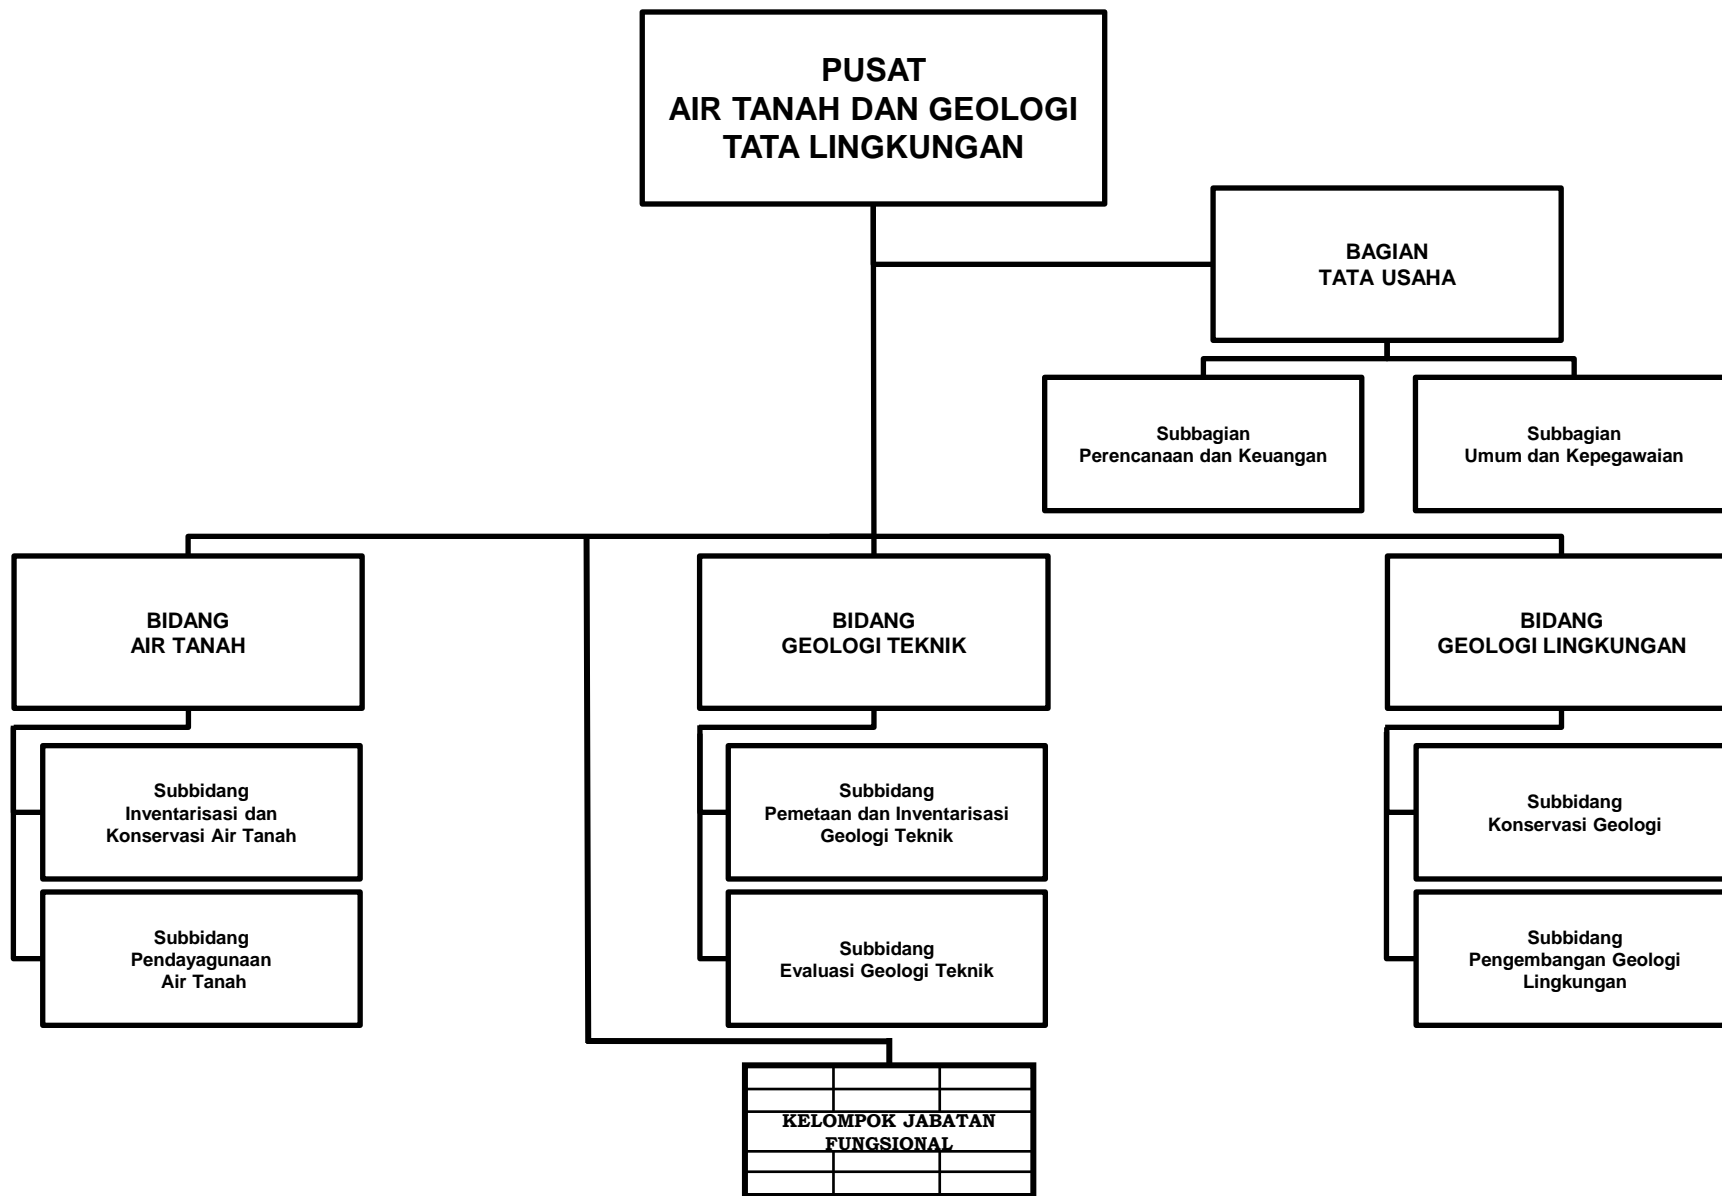 PUSAT
AIR TANAH DAN GEOLOGI
TATA LINGKUNGAN
BAGIAN
TATA USAHA
Subbagian
Perencanaan dan Keuangan
Subbagian
Umum dan Kepegawaian
BIDANG
AIR TANAH
BIDANG
GEOLOGI TEKNIK
BIDANG
GEOLOGI LINGKUNGAN
Subbidang
Inventarisasi dan
Konservasi Air Tanah
Subbidang
Pemetaan dan Inventarisasi
Geologi Teknik
Subbidang
Konservasi Geologi
Subbidang
Pendayagunaan
Air Tanah
Subbidang
Evaluasi Geologi Teknik
Subbidang
Pengembangan Geologi
Lingkungan
KELOMPOK JABATAN
FUNGSIONAL